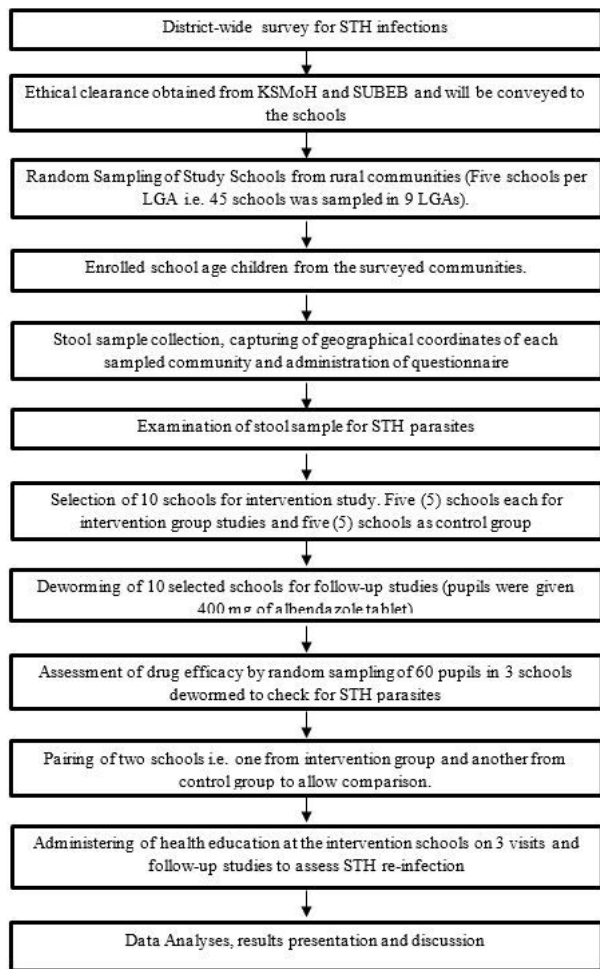 District-wide survey for STH infections
Ethical clearance obtained from KSMoH and SUBEB and will be conveyed to
the schools
Random Sampling of Study Schools from rural communities (Five schools per
LGA i.e. 45 schools was sampled in 9 LGAs).
Enrolled school age children from the surveyed communities.
Stool sample collection, capturing of geographical coordinates of each
sampled community and administration of questionnaire
Examination of stool sample for STH parasites
Selection of 10 schools for intervention study. Five (5) schools each for
intervention group studies and five (5) schools as control group
Deworming of 10 selected schools for follow-up studies (pupils were given
400 mg of albendazole tablet)
Assessment of drug efficacy by random sampling of 60 pupils in 3 schools
dewormed to check for STH parasites
Pairing of two schools i.e. one from intervention group and another from
control group to allow comparison.
Administering of health education at the intervention schools on 3 visits and
follow-up studies to assess STH re-infection
Data Analyses, results presentation and discussion